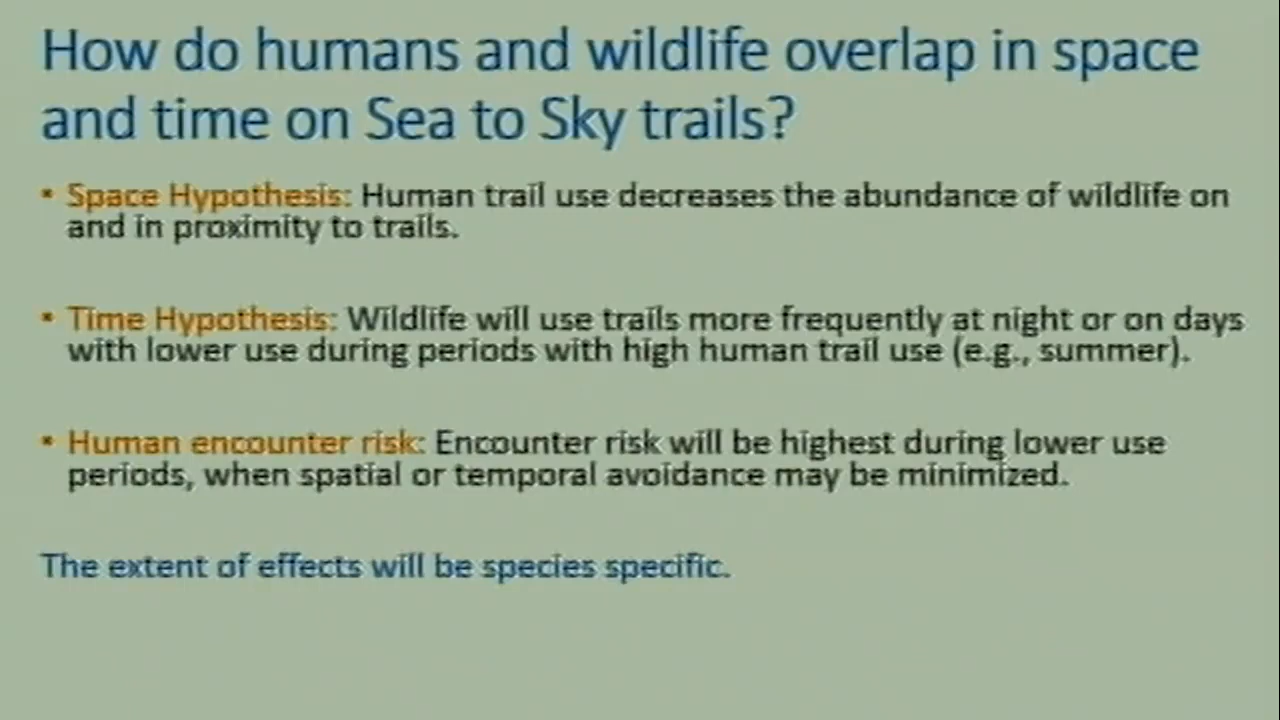 How do humans and wildlife overlap in space
and time on Sea to Sky trails?
▪ Space Hypothesis: Human trail use decreases the abundance of wildlife on
and in proximity to trails.
▪ Time Hypothesis: Wildlife will use trails more frequently at night or on days
with lower use during periods with high human trail use (e.g., summer).
▪ Human encounter risk: Encounter risk will be highest during lower use
periods, when spatial or temporal avoidance may be minimized.
The extent of effects will be species specific.